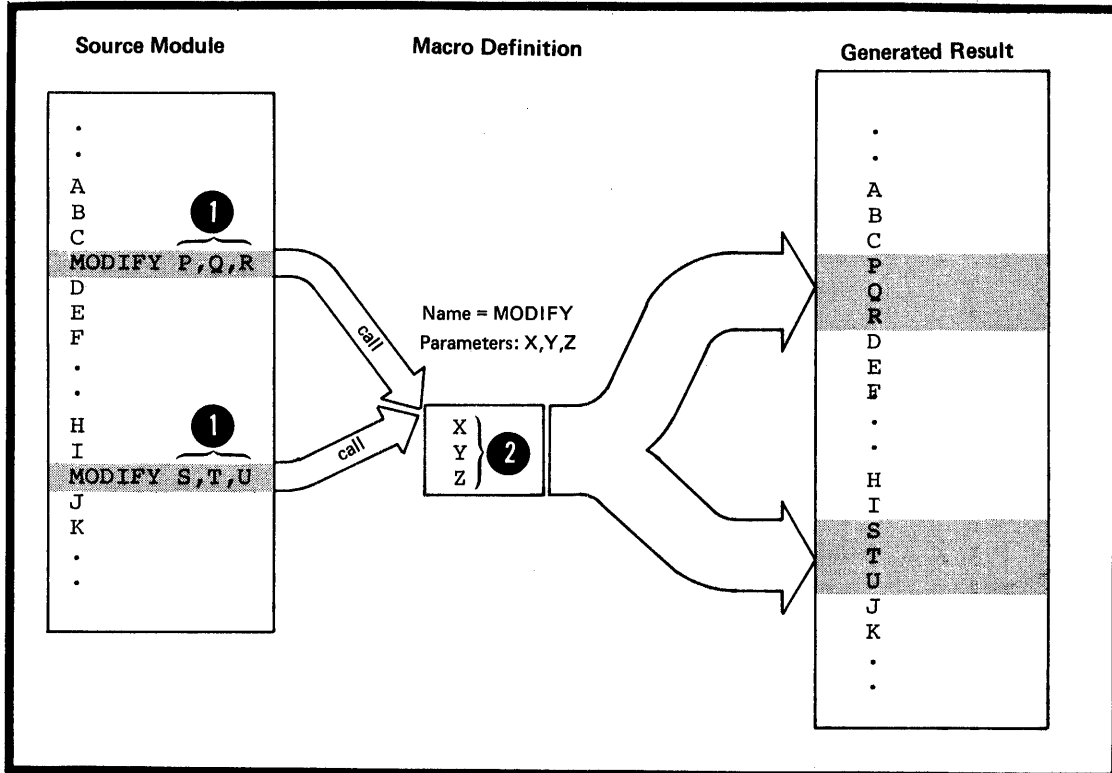 Source Module
.
.
A
B
1
C
MODIFY P,Q,R
D
E
F
.
.
H
1
I
MODIFY S,T,U
J
K
.
.
call
call
Macro Definition
Name = MODIFY
Parameters: X,Y,Z
X
Y
Z
2
Generated Result
.
.
A
B
C
P
Q
R
D
E
F
.
.
H
I
S
T
U
J
K
.
.